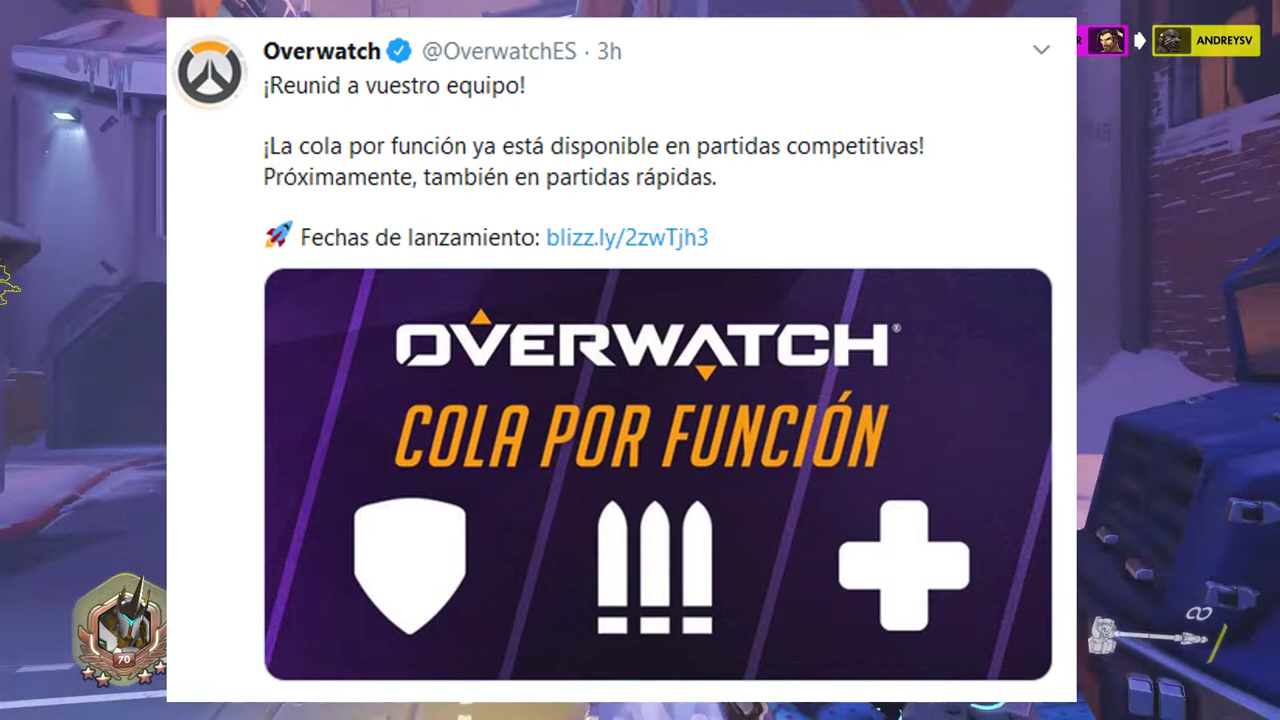 Overwatch @OverwatchES · 3h
¡Reunid a vuestro equipo!
¡La cola por función ya está disponible en partidas competitivas!
Próximamente, también en partidas rápidas.
🚀 Fechas de lanzamiento: blizz.ly/2zwTjh3
OVERWATCH®
COLA POR FUNCIÓN
R
ANDREYSV
70